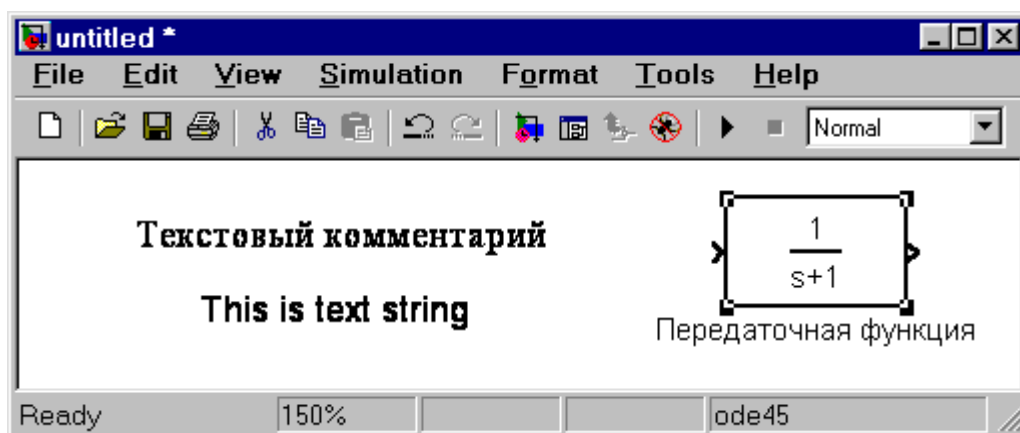 untitled *
File Edit View Simulation Format Tools Help
Normal
Текстовый комментарий
This is text string
1
s+1
Передаточная функция
Ready 150% ode45